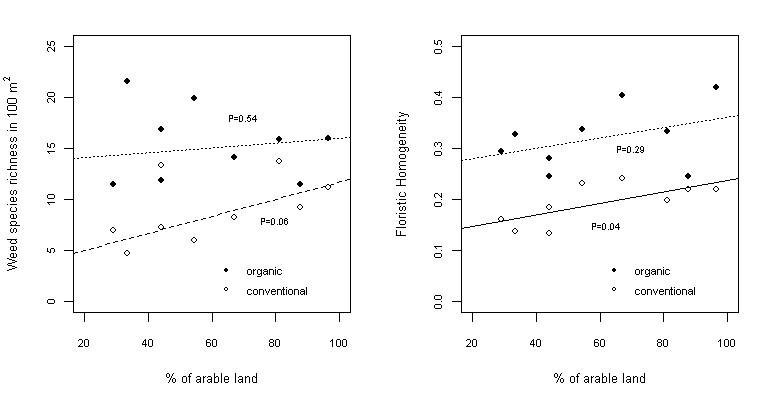 Weed species richness in 100 m²
25
20
15
10
5
0
P=0.54
P=0.06
organic
conventional
20 40 60 80 100
% of arable land
Floristic Homogeneity
0.5
0.4
0.3
0.2
0.1
0.0
P=0.29
P=0.04
organic
conventional
20 40 60 80 100
% of arable land